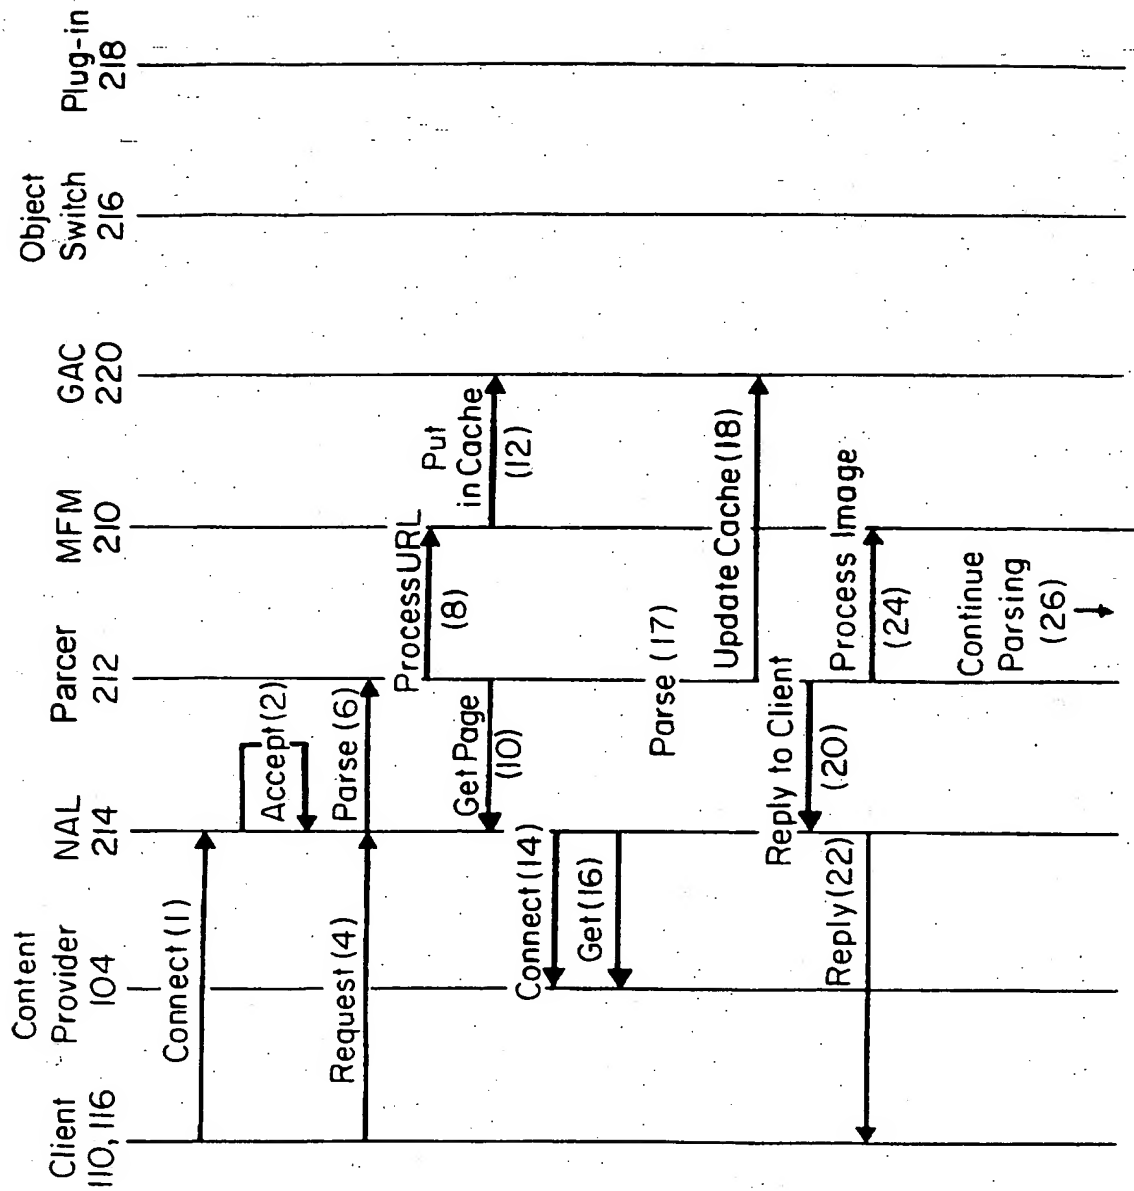 Client
110, 116
Content
Provider
104
NAL
214
Parcer
212
MFM
210
GAC
220
Object
Switch
216
Plug-in
218
Connect (1)
Accept (2)
Request (4)
Parse (6)
Process URL
(8)
Get Page
(10)
Put
in Cache
(12)
Connect (14)
Get (16)
Parse (17)
Update Cache (18)
Reply to Client
(20)
Reply (22)
Process Image
(24)
Continue
Parsing
(26)